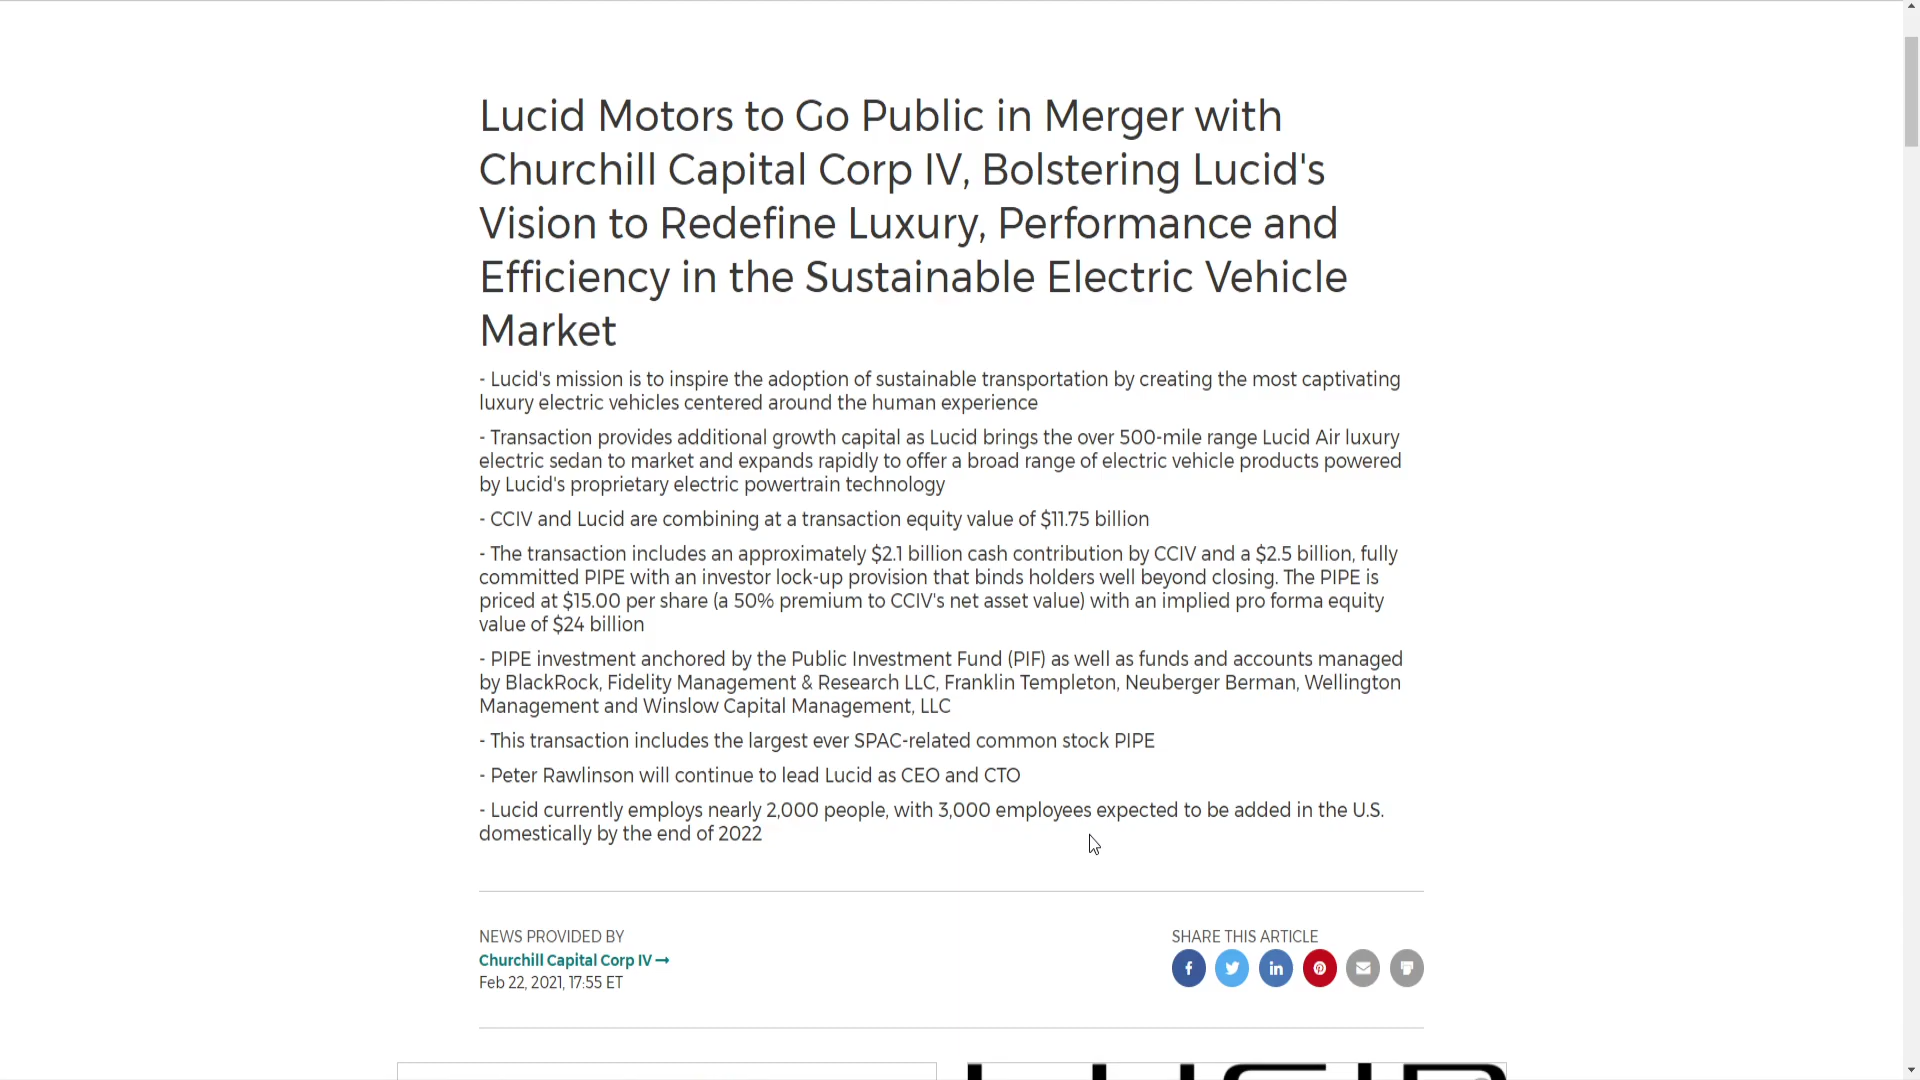 Lucid Motors to Go Public in Merger with
Churchill Capital Corp IV, Bolstering Lucid's
Vision to Redefine Luxury, Performance and
Efficiency in the Sustainable Electric Vehicle
Market
- Lucid's mission is to inspire the adoption of sustainable transportation by creating the most captivating
luxury electric vehicles centered around the human experience
- Transaction provides additional growth capital as Lucid brings the over 500-mile range Lucid Air luxury
electric sedan to market and expands rapidly to offer a broad range of electric vehicle products powered
by Lucid's proprietary electric powertrain technology
- CCIV and Lucid are combining at a transaction equity value of $11.75 billion
- The transaction includes an approximately $2.1 billion cash contribution by CCIV and a $2.5 billion, fully
committed PIPE with an investor lock-up provision that binds holders well beyond closing. The PIPE is
priced at $15.00 per share (a 50% premium to CCIV's net asset value) with an implied pro forma equity
value of $24 billion
- PIPE investment anchored by the Public Investment Fund (PIF) as well as funds and accounts managed
by BlackRock, Fidelity Management & Research LLC, Franklin Templeton, Neuberger Berman, Wellington
Management and Winslow Capital Management, LLC
- This transaction includes the largest ever SPAC-related common stock PIPE
- Peter Rawlinson will continue to lead Lucid as CEO and CTO
- Lucid currently employs nearly 2,000 people, with 3,000 employees expected to be added in the U.S.
domestically by the end of 2022
NEWS PROVIDED BY
Churchill Capital Corp IV →
Feb 22, 2021, 17:55 ET
SHARE THIS ARTICLE